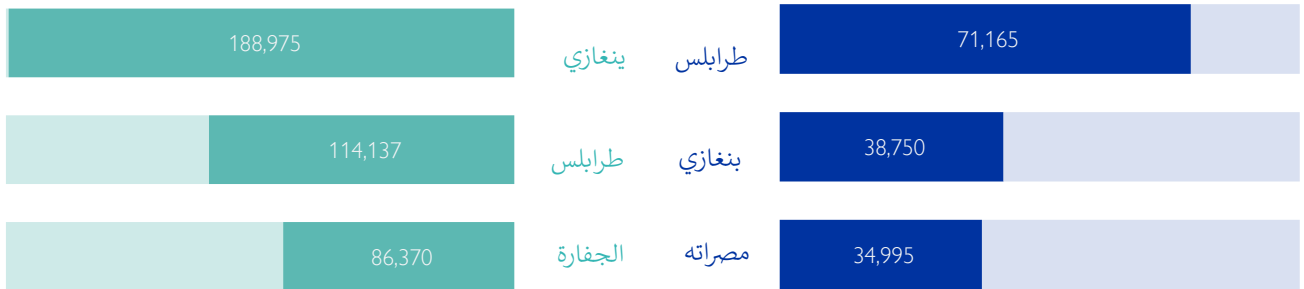 71,165
طرابلس
ينغازي
188,975
38,750
بنغازي
طرابلس
114,137
34,995
مصراته
الجفارة
86,370